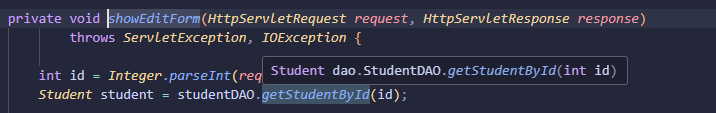 private void showEditForm(HttpServletRequest request, HttpServletResponse response)
throws ServletException, IOException {
Student dao.StudentDAO.getStudentById(int id)
int id = Integer.parseInt(req
Student student = studentDAO.getStudentById(id);